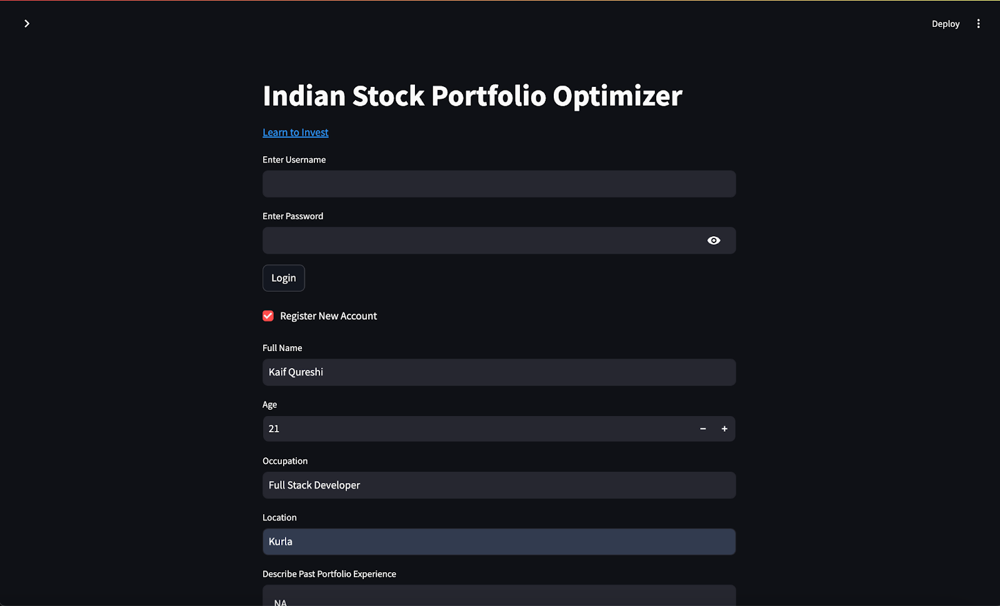 Deploy
Indian Stock Portfolio Optimizer
Learn to Invest
Enter Username
Enter Password
Login
Register New Account
Full Name
Kaif Qureshi
Age
21
Occupation
Full Stack Developer
Location
Kurla
Describe Past Portfolio Experience
NA